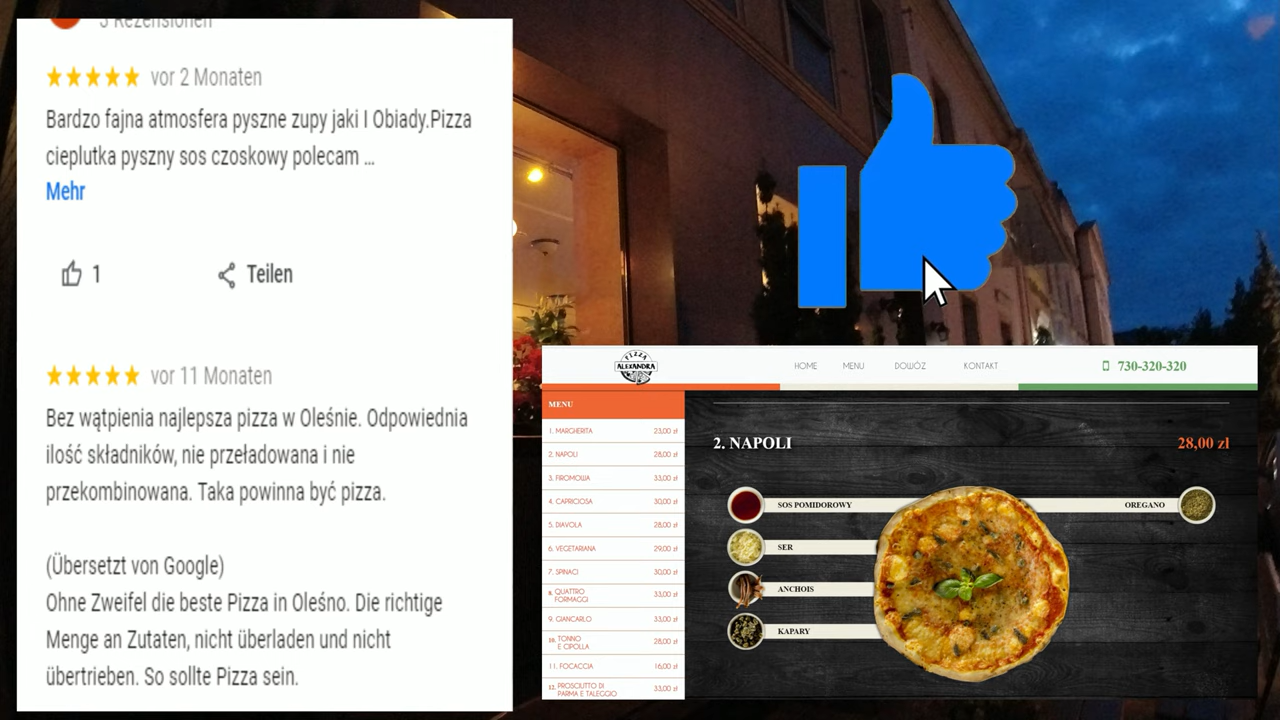 3 Rezensionen
vor 2 Monaten
Bardzo fajna atmosfera pyszne zupy jaki I Obiady.Pizza
cieplutka pyszny sos czoskowy polecam ...
Mehr
1
Teilen
vor 11 Monaten
Bez wątpienia najlepsza pizza w Oleśnie. Odpowiednia
ilość składników, nie przeładowana i nie
przekombinowana. Taka powinna być pizza.
(Übersetzt von Google)
Ohne Zweifel die beste Pizza in Oleśno. Die richtige
Menge an Zutaten, nicht überladen und nicht
übertrieben. So sollte Pizza sein.
PIZZA
ALEXANDRA
HOME MENU DOWÓZ KONTAKT
730-320-320
MENU
1. MARGHERITA 23,00 zł
2. NAPOLI 28,00 zł
3. FIROMOWA 33,00 zł
4. CAPRICIOSA 30,00 zł
5. DIAVOLA 28,00 zł
6. VEGETARIANA 29,00 zł
7. SPINACI 30,00 zł
8. QUATTRO
FORMAGGI 33,00 zł
9. GIANCARLO 33,00 zł
10. TONNO
E CIPOLLA 28,00 zł
11. FOCACCIA 16,00 zł
12. PROSCIUTTO DI
PARMA E TALEGGIO 33,00 zł
2. NAPOLI 28,00 zł
SOS POMIDOROWY
OREGANO
SER
ANCHOIS
KAPARY